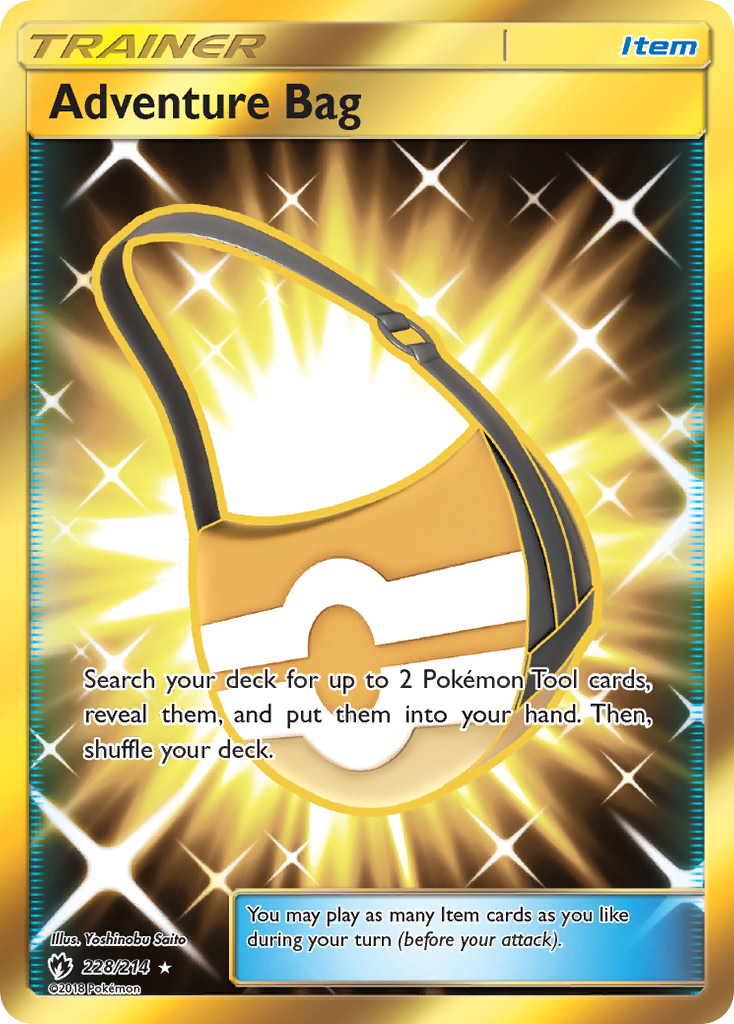 TRAINER Item
Adventure Bag
Search your deck for up to 2 Pokémon Tool cards,
reveal them, and put them into your hand. Then,
shuffle your deck.
You may play as many Item cards as you like
during your turn (before your attack).
Illus. Yoshinobu Saito
228/214 ★
©2018 Pokémon